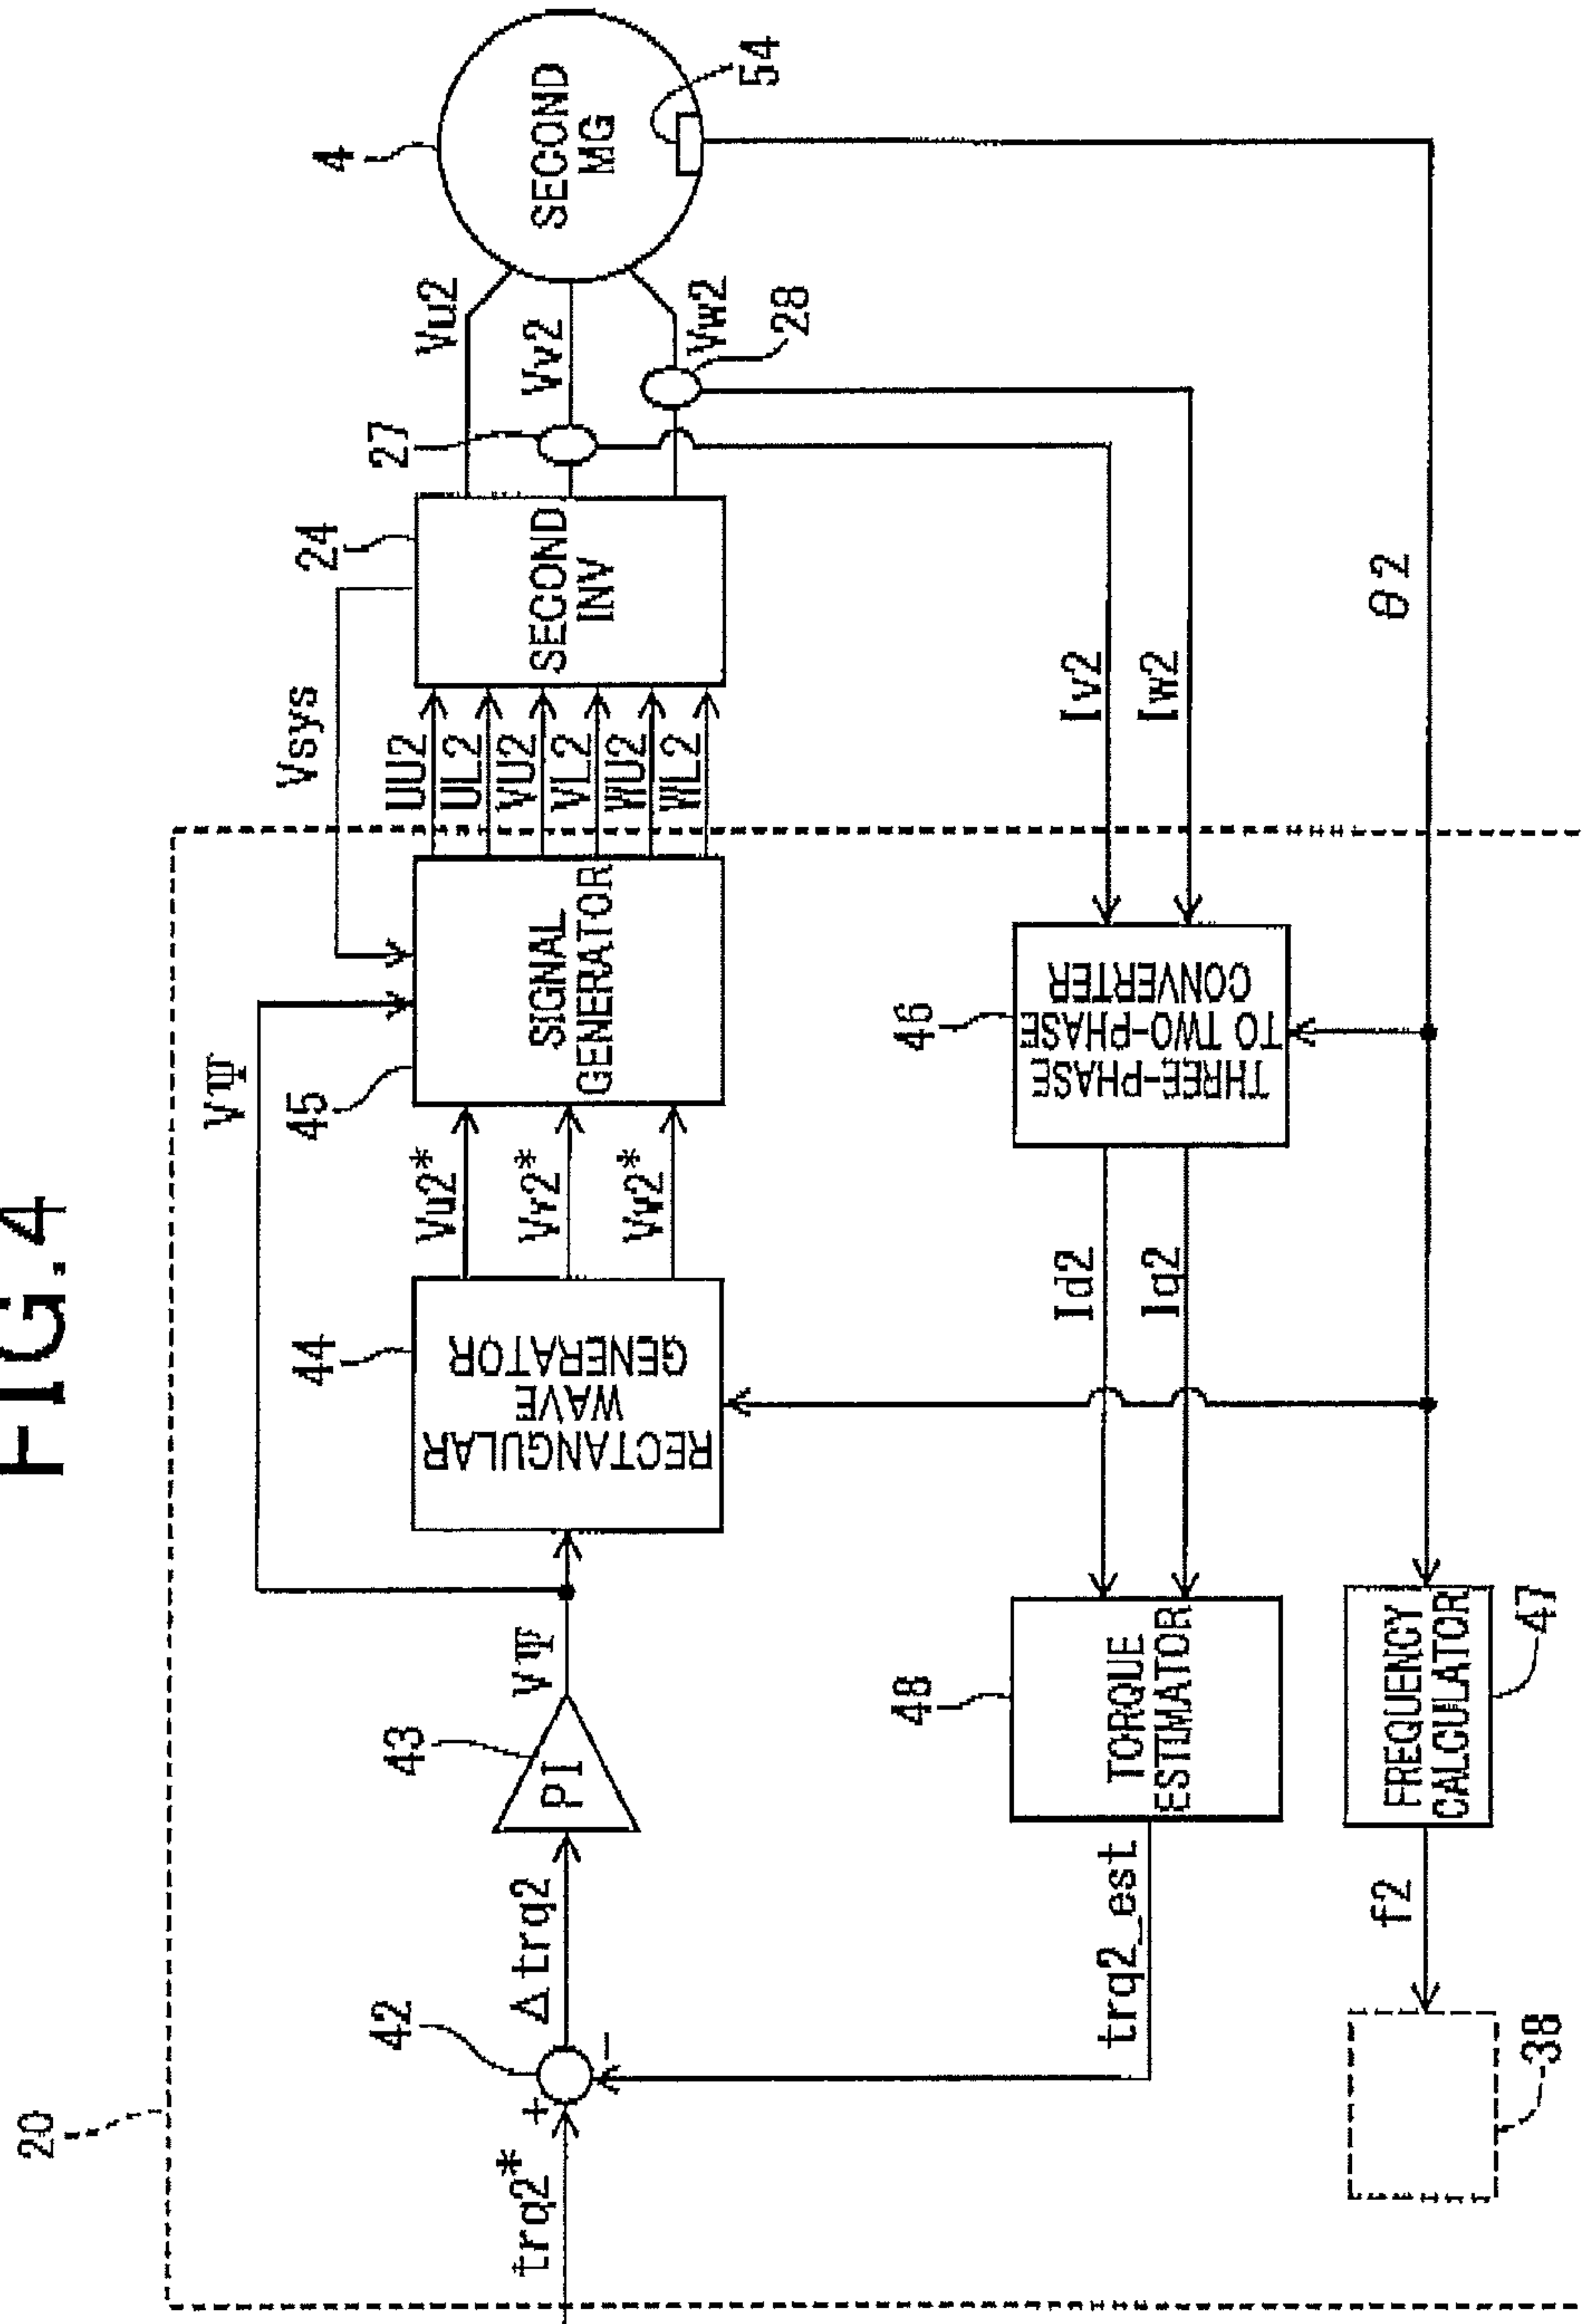 FIG.4
20
Vψ
Vsys
trq2*
+
-
42
Δtrq2
43
PI
Vψ
44
RECTANGULAR
WAVE
GENERATOR
Vu2*
Vv2*
Vw2*
45
SIGNAL
GENERATOR
UU2
UL2
VU2
VL2
WU2
WL2
24
SECOND
INV
27
28
Vu2
Vv2
Vw2
4
SECOND
MG
54
trq2_est
48
TORQUE
ESTIMATOR
Id2
Iq2
46
THREE-PHASE
TO TWO-PHASE
CONVERTER
Iv2
Iw2
38
f2
FREQUENCY
CALCULATOR
47
θ2